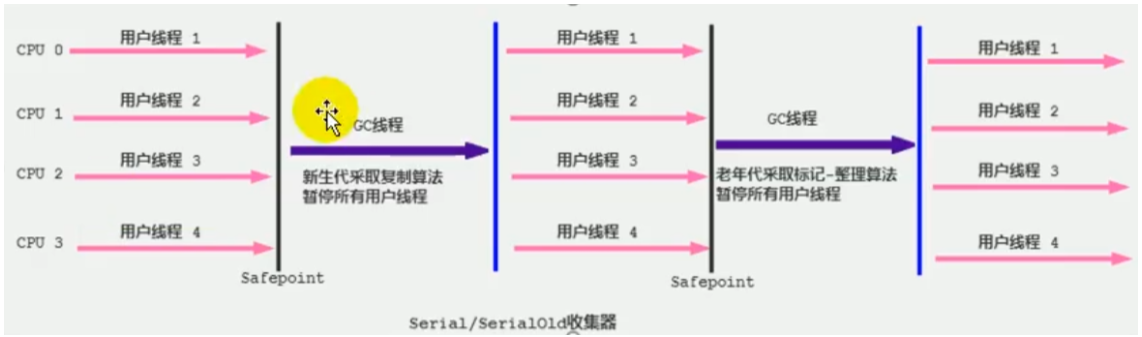 CPU 0
用户线程 1
用户线程 1
用户线程 1
CPU 1
用户线程 2
GC线程
用户线程 2
GC线程
用户线程 2
CPU 2
用户线程 3
新生代采取复制算法
暂停所有用户线程
用户线程 3
老年代采取标记-整理算法
暂停所有用户线程
用户线程 3
CPU 3
用户线程 4
用户线程 4
用户线程 4
Safepoint
Safepoint
Serial/SerialOld收集器